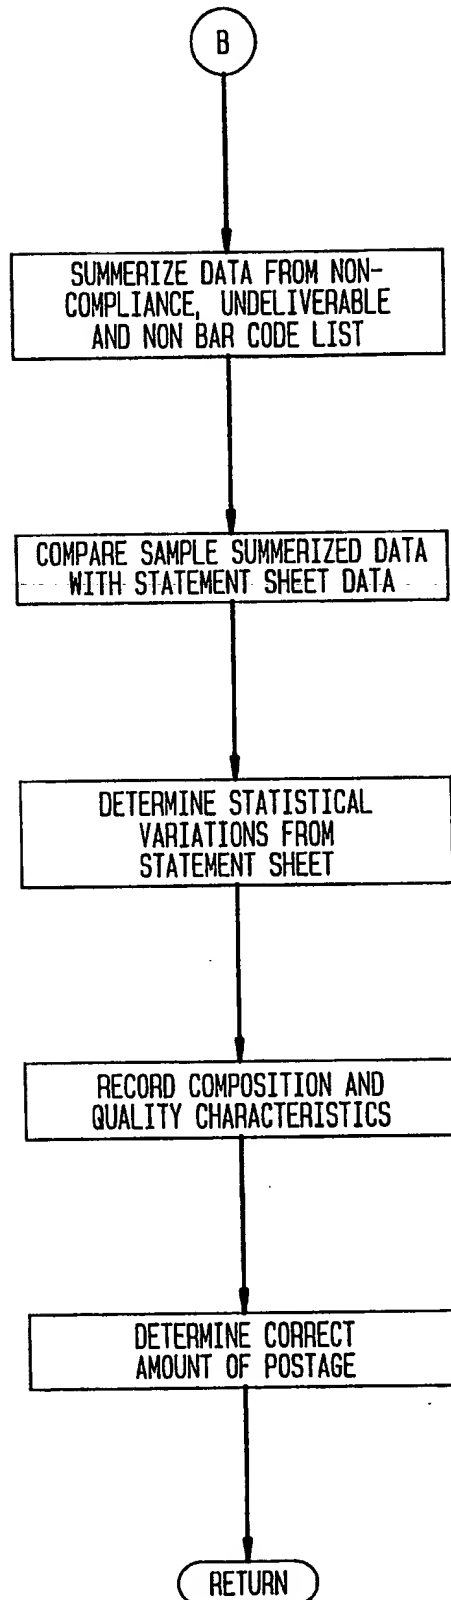 B
SUMMERIZE DATA FROM NON-
COMPLIANCE, UNDELIVERABLE
AND NON BAR CODE LIST
COMPARE SAMPLE SUMMERIZED DATA
WITH STATEMENT SHEET DATA
DETERMINE STATISTICAL
VARIATIONS FROM
STATEMENT SHEET
RECORD COMPOSITION AND
QUALITY CHARACTERISTICS
DETERMINE CORRECT
AMOUNT OF POSTAGE
RETURN